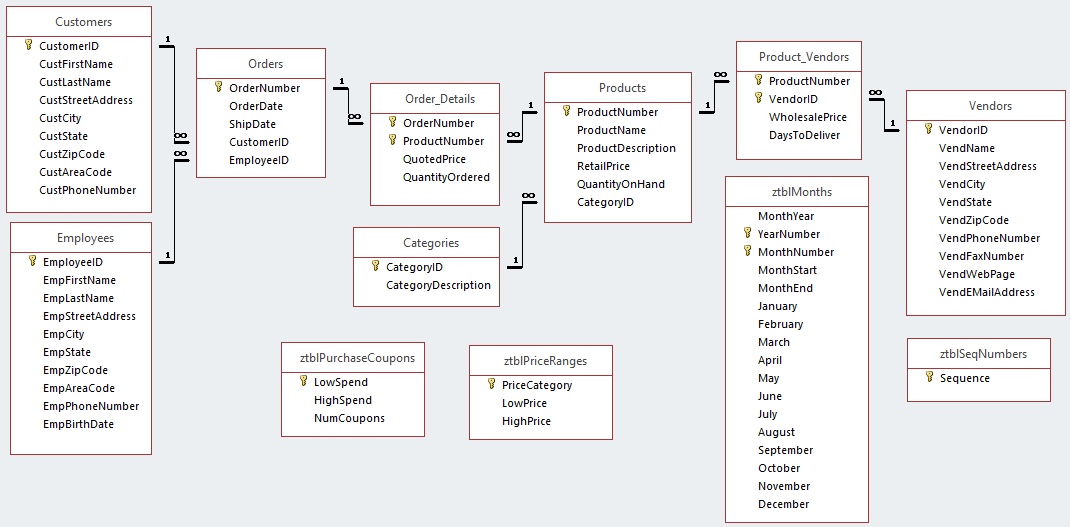 Customers
CustomerID
CustFirstName
CustLastName
CustStreetAddress
CustCity
CustState
CustZipCode
CustAreaCode
CustPhoneNumber
1
∞
∞
1
Employees
EmployeeID
EmpFirstName
EmpLastName
EmpStreetAddress
EmpCity
EmpState
EmpZipCode
EmpAreaCode
EmpPhoneNumber
EmpBirthDate
Orders
OrderNumber
OrderDate
ShipDate
CustomerID
EmployeeID
1
∞
Order_Details
OrderNumber
ProductNumber
QuotedPrice
QuantityOrdered
1
∞
∞
1
Categories
CategoryID
CategoryDescription
Products
ProductNumber
ProductName
ProductDescription
RetailPrice
QuantityOnHand
CategoryID
∞
1
Product_Vendors
ProductNumber
VendorID
WholesalePrice
DaysToDeliver
∞
1
Vendors
VendorID
VendName
VendStreetAddress
VendCity
VendState
VendZipCode
VendPhoneNumber
VendFaxNumber
VendWebPage
VendEMailAddress
ztblPurchaseCoupons
LowSpend
HighSpend
NumCoupons
ztblPriceRanges
PriceCategory
LowPrice
HighPrice
ztblMonths
MonthYear
YearNumber
MonthNumber
MonthStart
MonthEnd
January
February
March
April
May
June
July
August
September
October
November
December
ztblSeqNumbers
Sequence